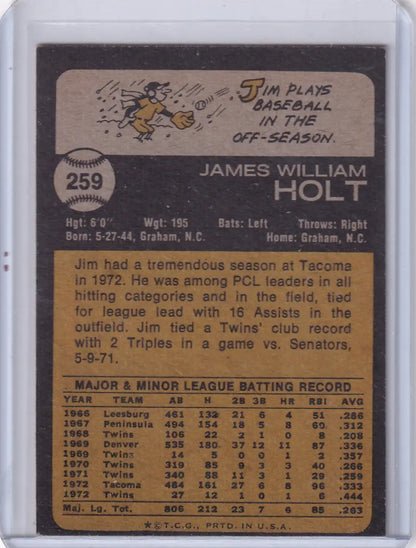 JIM PLAYS
BASEBALL
IN THE
OFF-SEASON.
259
JAMES WILLIAM
HOLT
Hgt: 6'0" Wgt: 195 Bats: Left Throws: Right
Born: 5-27-44, Graham, N.C. Home: Graham, N.C.
Jim had a tremendous season at Tacoma
in 1972. He was among PCL leaders in all
hitting categories and in the field, tied
for league lead with 16 Assists in the
outfield. Jim tied a Twins' club record
with 2 Triples in a game vs. Senators,
5-9-71.
MAJOR & MINOR LEAGUE BATTING RECORD
YEAR TEAM AB H 2B 3B HR RBI AVG
1966 Leesburg 461 132 21 6 4 51 .286
1967 Peninsula 494 154 18 5 8 60 .312
1968 Twins 106 22 2 1 0 8 .208
1969 Denver 535 180 37 12 11 87 .336
1969 Twins 14 5 0 0 1 2 .357
1970 Twins 319 85 9 3 3 40 .266
1971 Twins 340 88 11 3 1 29 .259
1972 Tacoma 484 161 27 6 8 96 .333
1972 Twins 27 12 1 0 1 6 .444
Maj. Lg. Tot. 806 212 23 7 6 85 .263
★★T.C.G., PRTD. IN U.S.A.